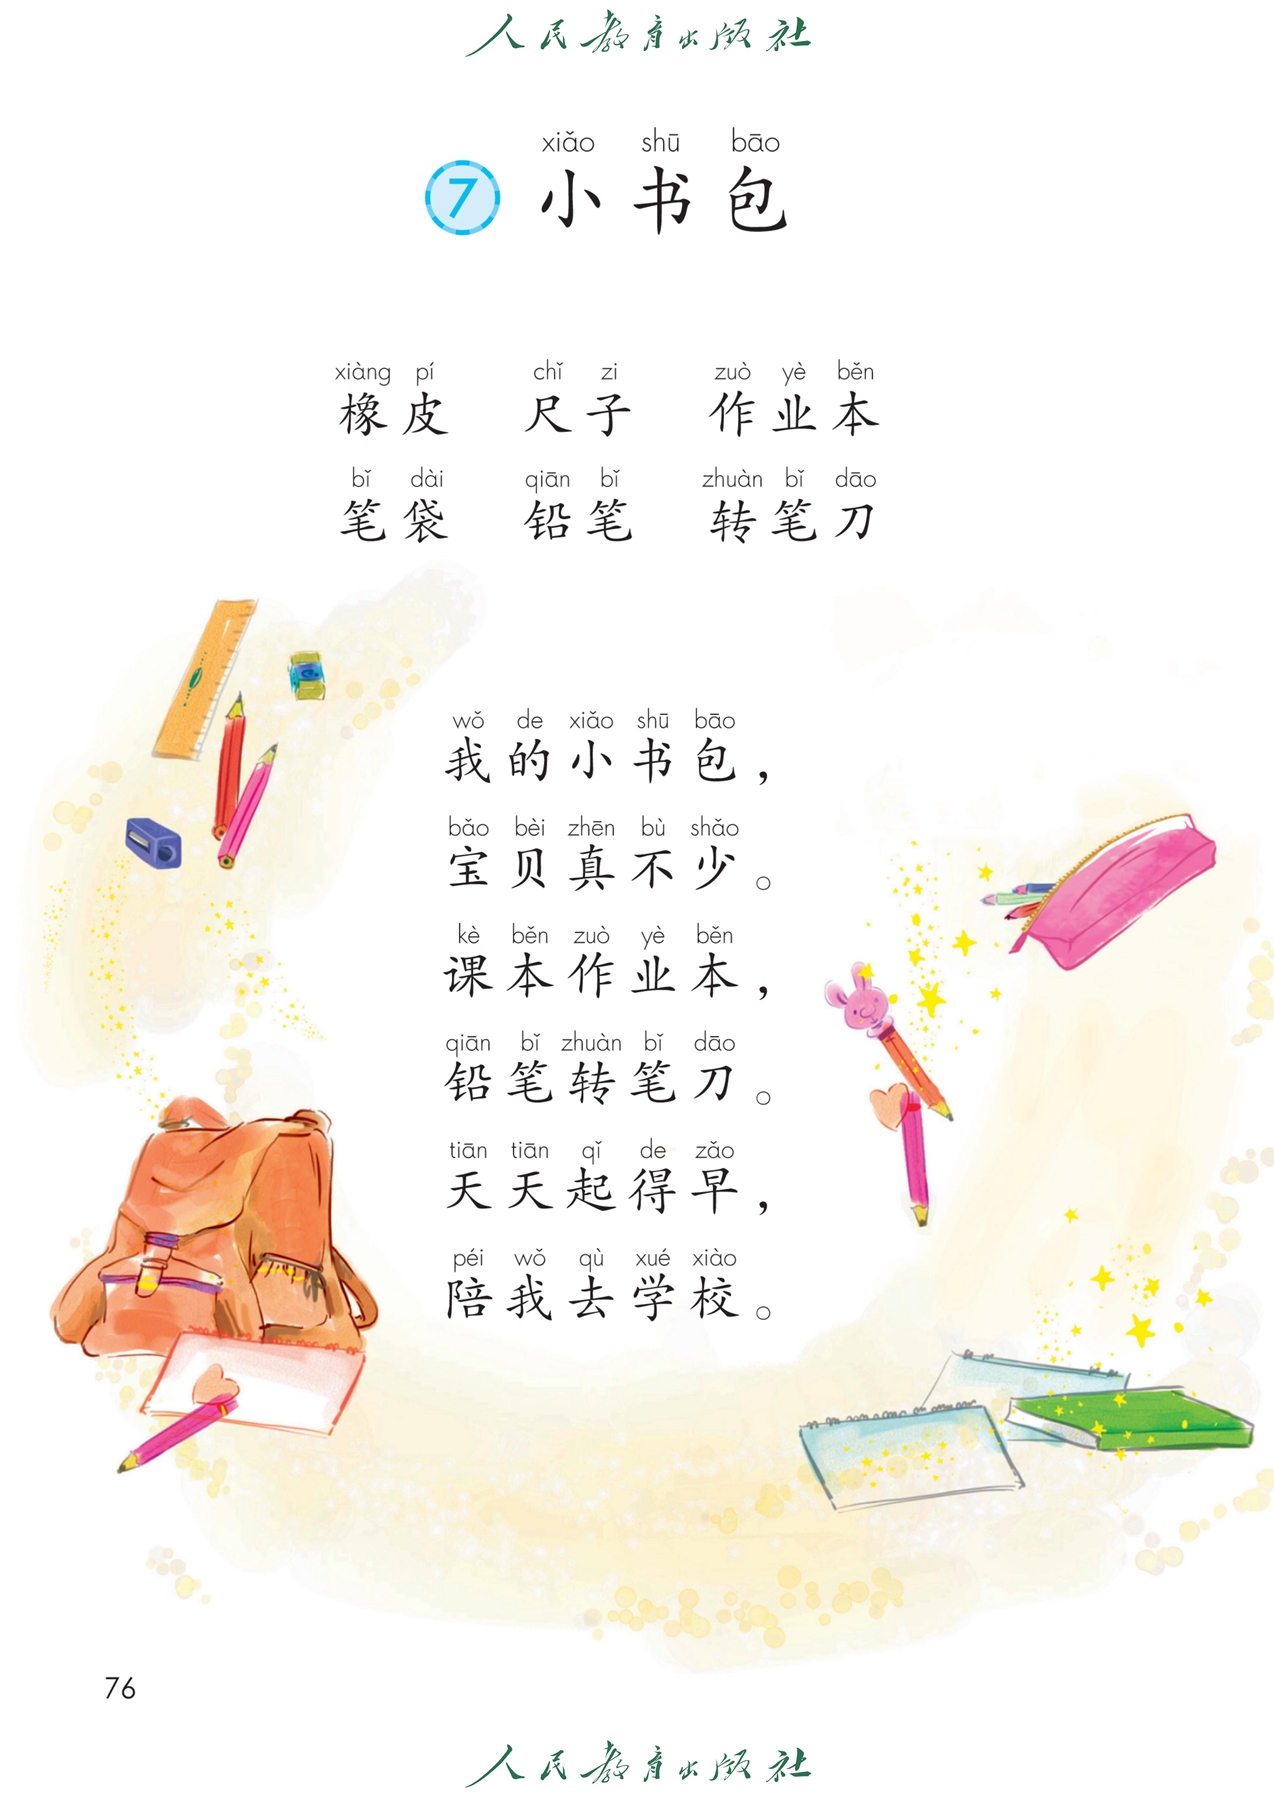 人民教育出版社
xiǎo shū bāo
7 小书包
xiàng pí chǐ zi zuò yè běn
橡皮 尺子 作业本
bǐ dài qiān bǐ zhuàn bǐ dāo
笔袋 铅笔 转笔刀
wǒ de xiǎo shū bāo
我的小书包，
bǎo bèi zhēn bù shǎo
宝贝真不少。
kè běn zuò yè běn
课本作业本，
qiān bǐ zhuàn bǐ dāo
铅笔转笔刀。
tiān tiān qǐ de zǎo
天天起得早，
péi wǒ qù xué xiào
陪我去学校。
76
人民教育出版社